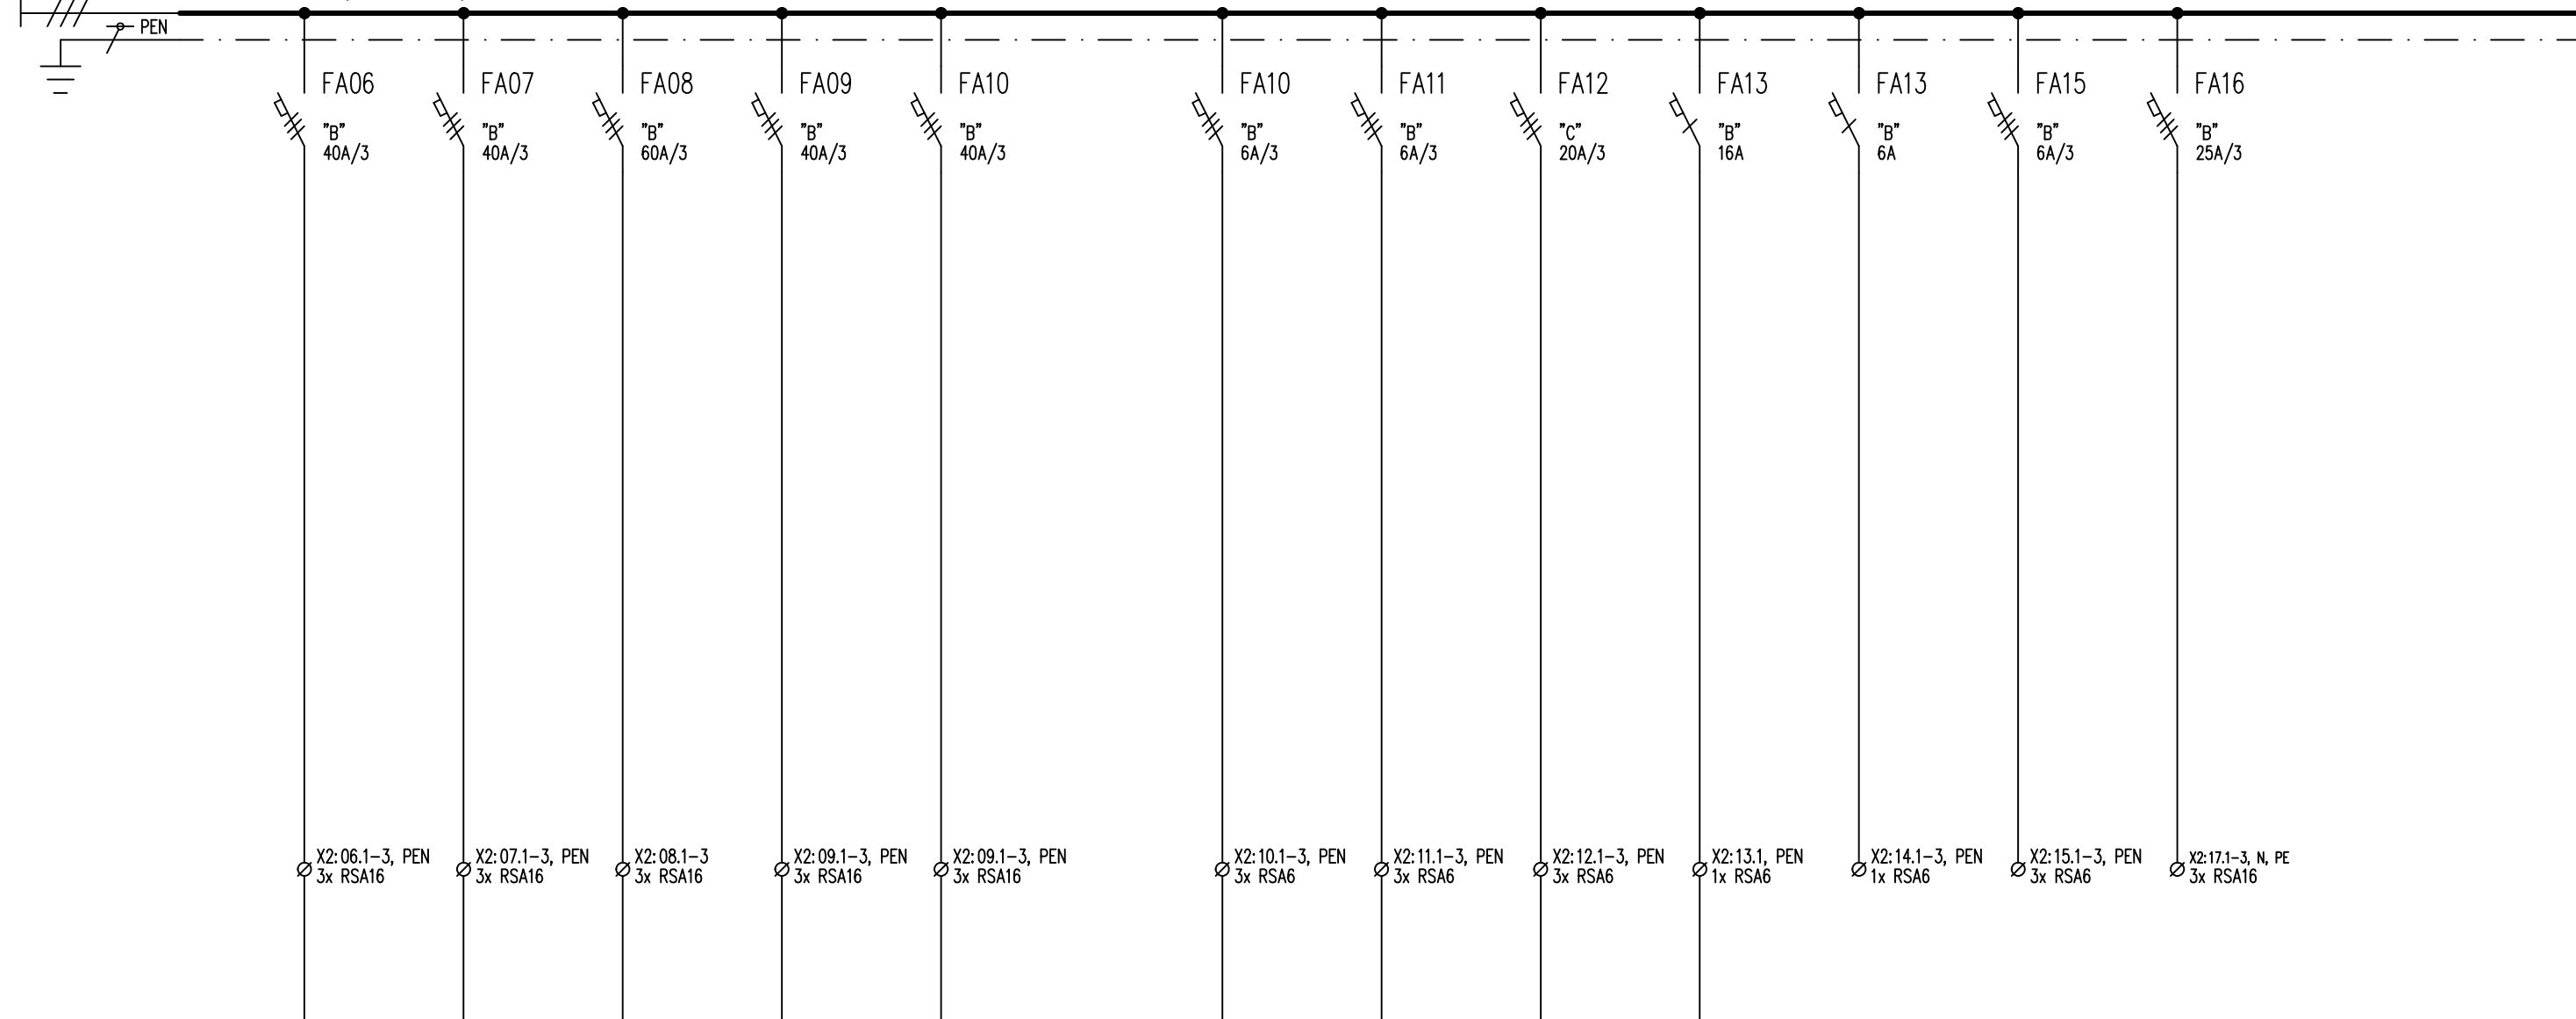 PEN
FA06
"B"
40A/3
FA07
"B"
40A/3
FA08
"B"
60A/3
FA09
"B"
40A/3
FA10
"B"
40A/3
FA10
"B"
6A/3
FA11
"B"
6A/3
FA12
"C"
20A/3
FA13
"B"
16A
FA13
"B"
6A
FA15
"B"
6A/3
FA16
"B"
25A/3
X2:06.1-3, PEN
3x RSA16
X2:07.1-3, PEN
3x RSA16
X2:08.1-3
3x RSA16
X2:09.1-3, PEN
3x RSA16
X2:09.1-3, PEN
3x RSA16
X2:10.1-3, PEN
3x RSA6
X2:11.1-3, PEN
3x RSA6
X2:12.1-3, PEN
3x RSA6
X2:13.1, PEN
1x RSA6
X2:14.1-3, PEN
1x RSA6
X2:15.1-3, PEN
3x RSA6
X2:17.1-3, N, PE
3x RSA16